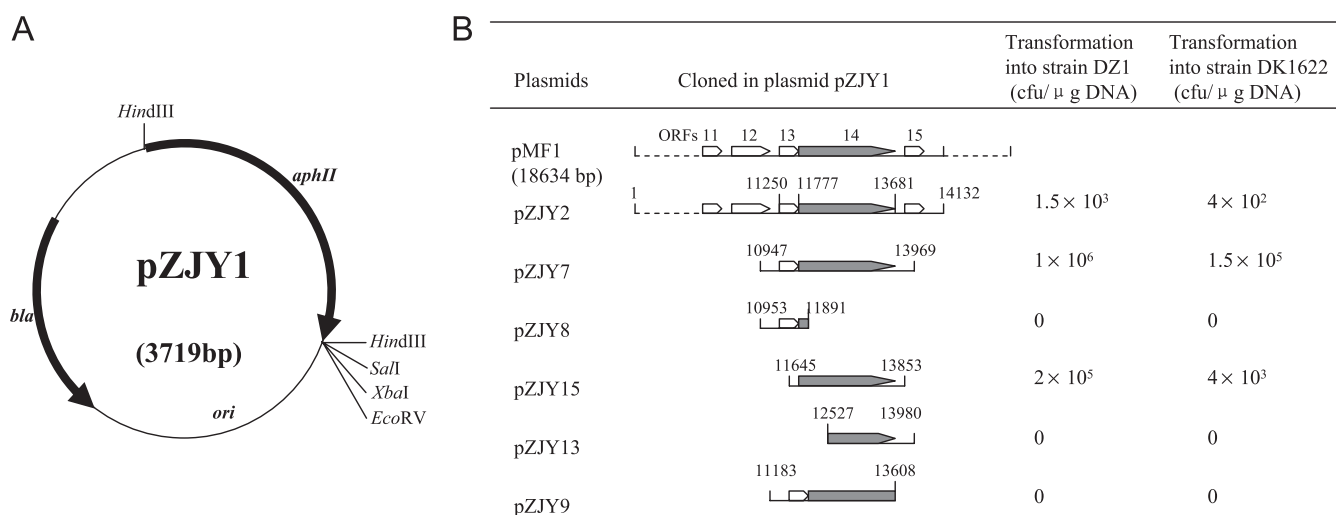 A
HindIII
aphII
pZJY1
bla
(3719bp)
HindIII
SalI
XbaI
EcoRV
ori
B
Plasmids
Cloned in plasmid pZJY1
Transformation
into strain DZ1
(cfu/ μ g DNA)
Transformation
into strain DK1622
(cfu/ μ g DNA)
ORFs 11 12 13 14 15
pMF1
(18634 bp)
1 11250 11777 13681 14132
pZJY2 1.5× 10³ 4× 10²
10947 13969
pZJY7 1× 10⁶ 1.5× 10⁵
10953 11891
pZJY8 0 0
11645 13853
pZJY15 2× 10⁵ 4× 10³
12527 13980
pZJY13 0 0
11183 13608
pZJY9 0 0